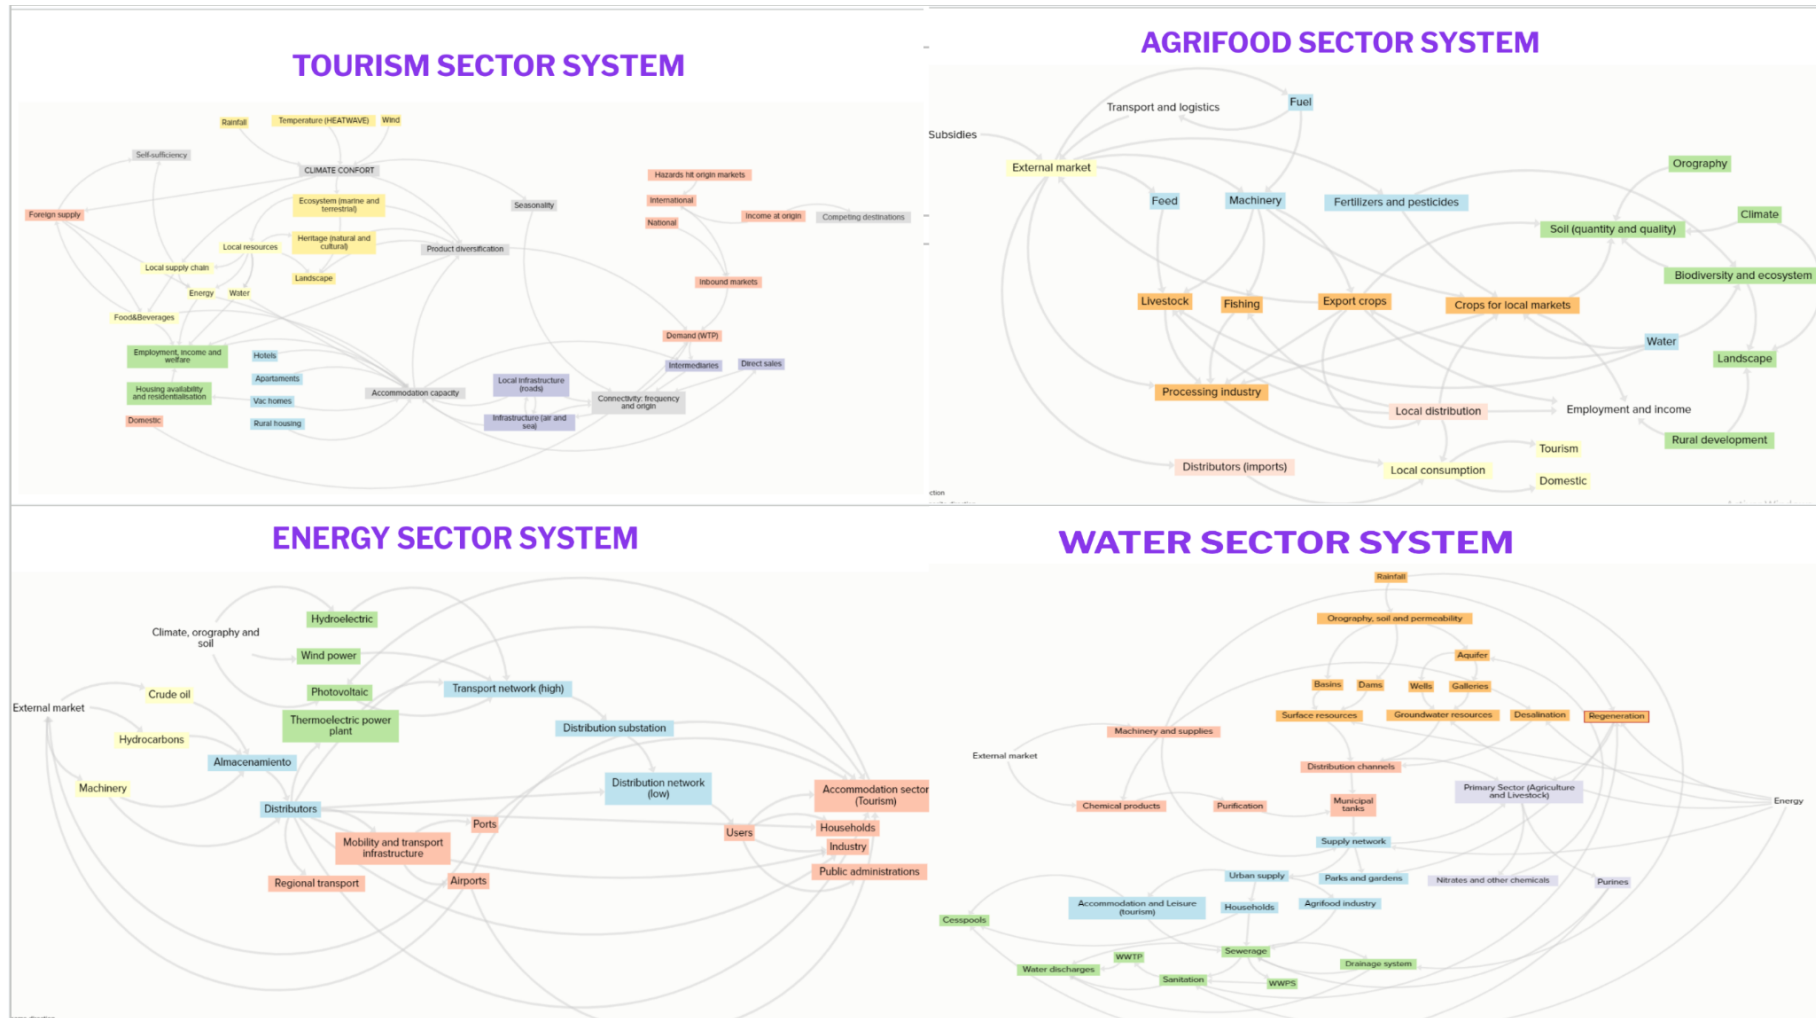 TOURISM SECTOR SYSTEM
Rainfall
Temperature (HEATWAVE)
Wind
Self-sufficiency
CLIMATE CONFORT
Hazards hit origin markets
Ecosystem (marine and
terrestrial)
International
Seasonality
Foreign supply
National
Income at origin
Competing destinations
Heritage (natural and
cultural)
Local resources
Product diversification
Local supply chain
Landscape
Inbound markets
Energy
Water
Food&Beverages
Demand (WTP)
Employment, income and
welfare
Hotels
Intermediaries
Direct sales
Apartaments
Local infrastructure
(roads)
Housing availability
and residentialisation
Accommodation capacity
Connectivity: frequency
and origin
Vac homes
Domestic
Rural housing
Infrastructure (air and
sea)
AGRIFOOD SECTOR SYSTEM
Transport and logistics
Fuel
Subsidies
External market
Orography
Feed
Machinery
Fertilizers and pesticides
Climate
Soil (quantity and quality)
Biodiversity and ecosystem
Livestock
Fishing
Export crops
Crops for local markets
Water
Landscape
Processing industry
Local distribution
Employment and income
Rural development
Tourism
Distributors (imports)
Local consumption
Domestic
ction
ENERGY SECTOR SYSTEM
Hydroelectric
Climate, orography and
soil
Wind power
Photovoltaic
Transport network (high)
Crude oil
External market
Thermoelectric power
plant
Distribution substation
Hydrocarbons
Almacenamiento
Machinery
Distribution network
(low)
Accommodation sector
(Tourism)
Distributors
Ports
Users
Households
Mobility and transport
infrastructure
Industry
Public administrations
Regional transport
Airports
WATER SECTOR SYSTEM
Rainfall
Orography, soil and permeability
Aquifer
Basins
Dams
Wells
Galleries
Surface resources
Groundwater resources
Desalination
Regeneration
Machinery and supplies
External market
Distribution channels
Primary Sector (Agriculture
and Livestock)
Energy
Chemical products
Purification
Municipal
tanks
Supply network
Urban supply
Parks and gardens
Nitrates and other chemicals
Purines
Accommodation and Leisure
(tourism)
Households
Agrifood industry
Cesspools
Sewerage
WWTP
Drainage system
Water discharges
Sanitation
WWPS